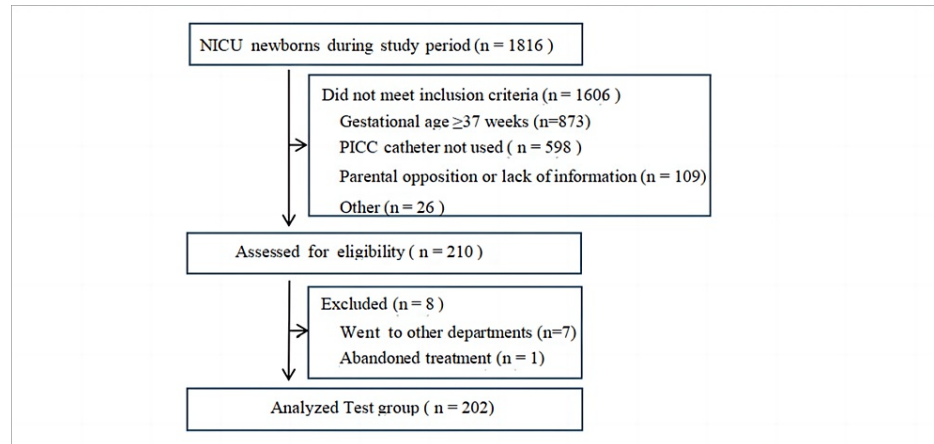 NICU newborns during study period (n = 1816 )
Did not meet inclusion criteria (n = 1606 )
Gestational age ≥37 weeks (n=873)
PICC catheter not used ( n = 598 )
Parental opposition or lack of information (n = 109)
Other (n = 26 )
Assessed for eligibility ( n = 210 )
Excluded (n = 8 )
Went to other departments (n=7)
Abandoned treatment (n = 1)
Analyzed Test group ( n = 202)